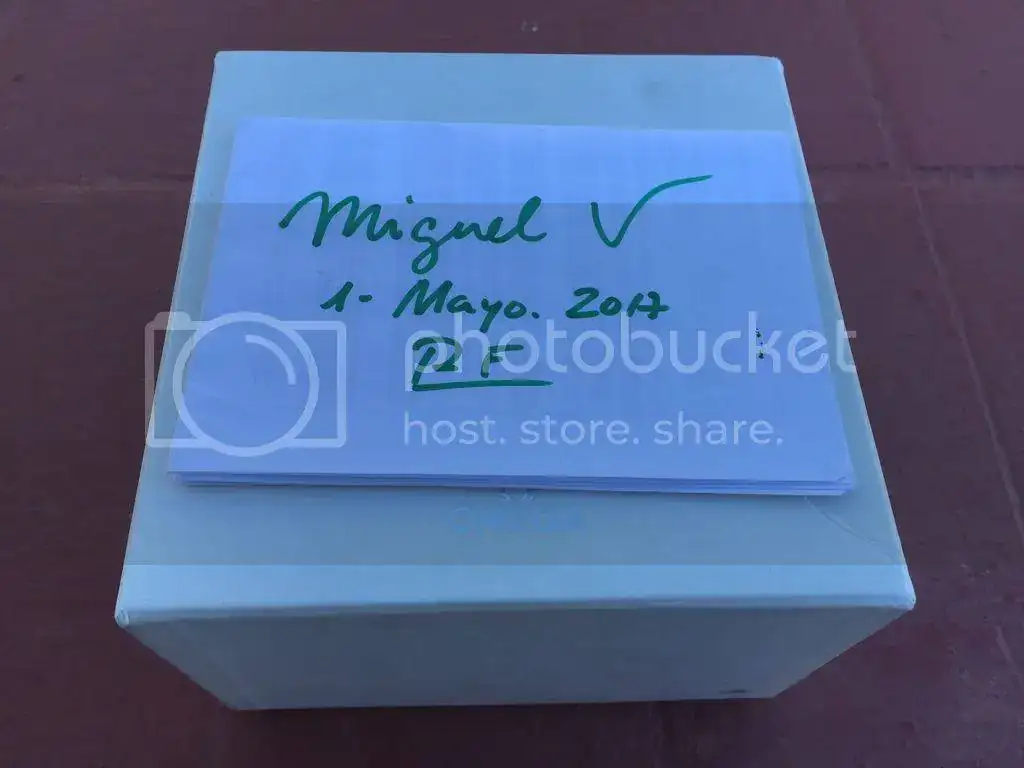 Miguel V
1- Mayo. 2017
RF
photobucket
host. store. share.